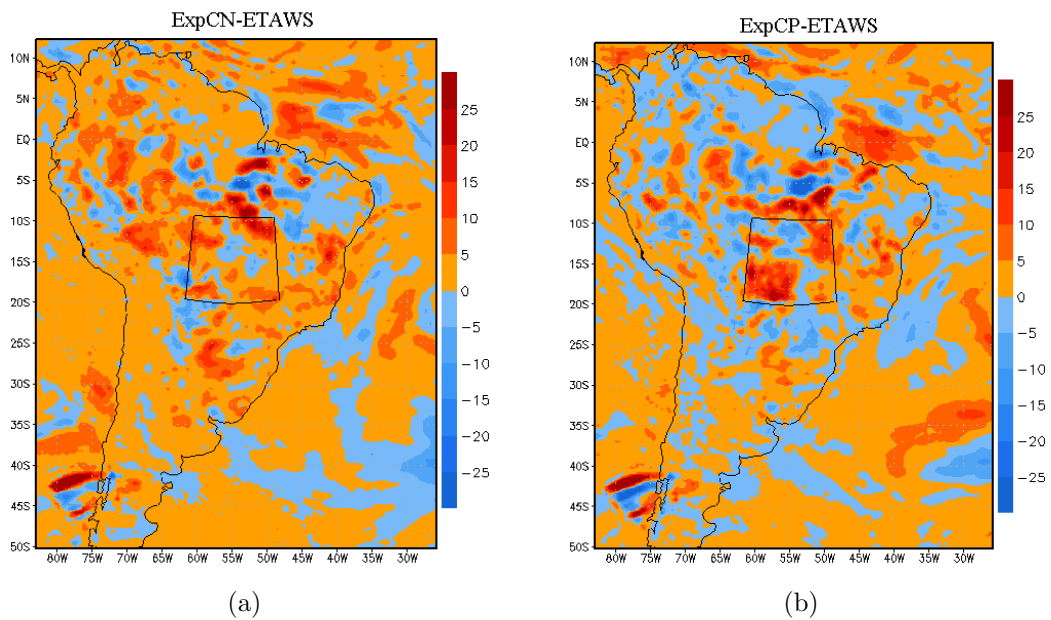 ExpCN-ETAWS
10N
5N
EQ
5S
10S
15S
20S
25S
30S
35S
40S
45S
50S
80W 75W 70W 65W 60W 55W 50W 45W 40W 35W 30W
25
20
15
10
5
0
−5
−10
−15
−20
−25
(a)
ExpCP-ETAWS
10N
5N
EQ
5S
10S
15S
20S
25S
30S
35S
40S
45S
50S
80W 75W 70W 65W 60W 55W 50W 45W 40W 35W 30W
25
20
15
10
5
0
−5
−10
−15
−20
−25
(b)